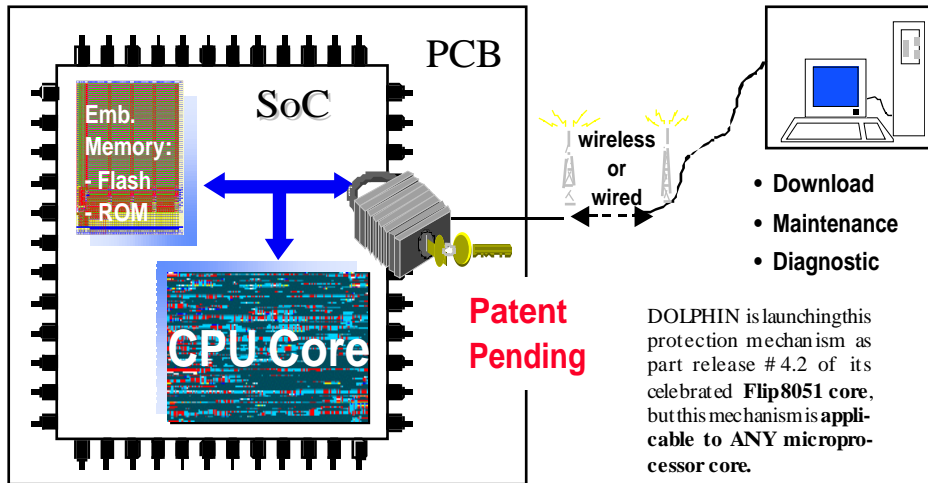 PCB
SoC
Emb.
Memory:
- Flash
- ROM
CPU Core
Patent
Pending
wireless
or
wired
• Download
• Maintenance
• Diagnostic
DOLPHIN is launching this
protection mechanism as
part release # 4.2 of its
celebrated Flip8051 core,
but this mechanism is appli-
cable to ANY micropro-
cessor core.